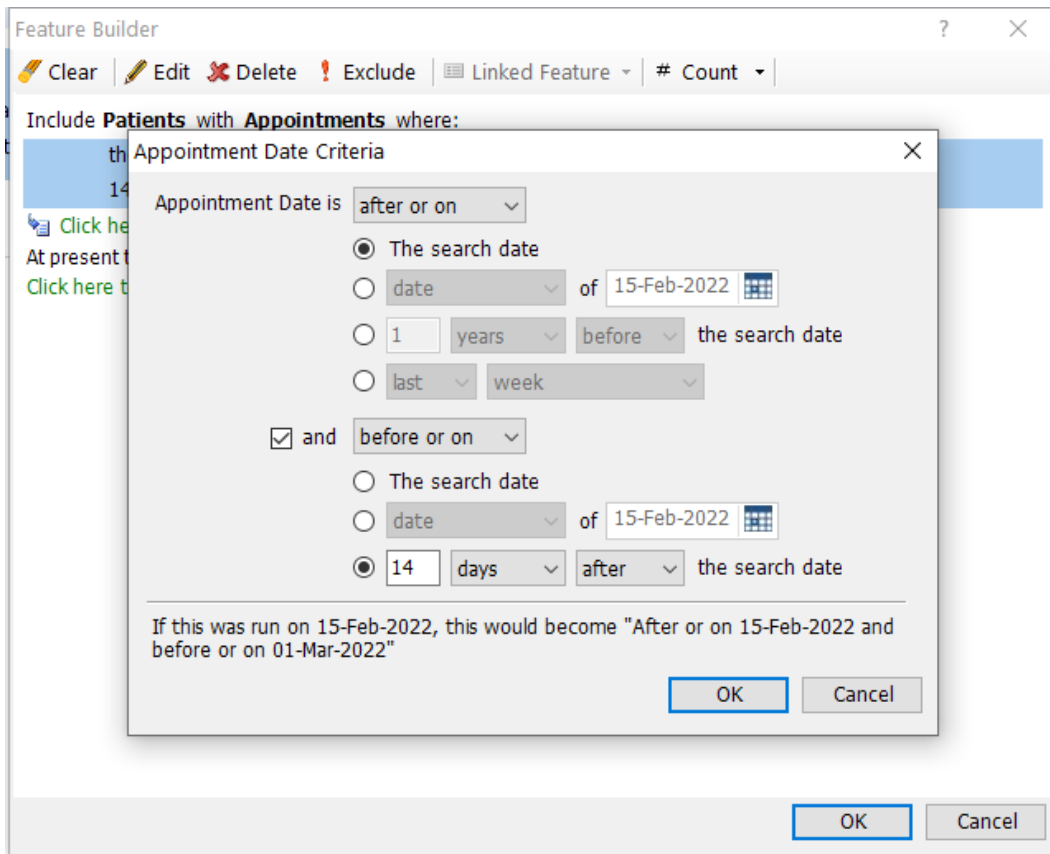 Feature Builder ?
Clear Edit Delete Exclude Linked Feature # Count
Include Patients with Appointments where:
th
14
Click he
At present t
Click here t
Appointment Date Criteria
Appointment Date is after or on
The search date
date of 15-Feb-2022
1 years before the search date
last week
and before or on
The search date
date of 15-Feb-2022
14 days after the search date
If this was run on 15-Feb-2022, this would become "After or on 15-Feb-2022 and
before or on 01-Mar-2022"
OK Cancel
OK Cancel